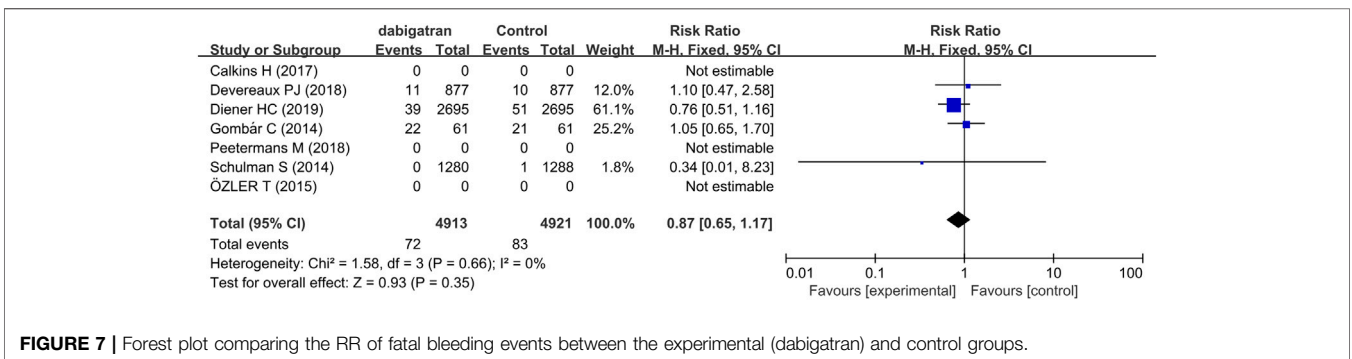 dabigatran Control Risk Ratio Risk Ratio
Study or Subgroup Events Total Events Total Weight M-H, Fixed, 95% CI M-H, Fixed, 95% CI
Calkins H (2017) 0 0 0 0 Not estimable
Devereaux PJ (2018) 11 877 10 877 12.0% 1.10 [0.47, 2.58]
Diener HC (2019) 39 2695 51 2695 61.1% 0.76 [0.51, 1.16]
Gombár C (2014) 22 61 21 61 25.2% 1.05 [0.65, 1.70]
Peetermans M (2018) 0 0 0 0 Not estimable
Schulman S (2014) 0 1280 1 1288 1.8% 0.34 [0.01, 8.23]
ÖZLER T (2015) 0 0 0 0 Not estimable
Total (95% CI) 4913 4921 100.0% 0.87 [0.65, 1.17]
Total events 72 83
Heterogeneity: Chi² = 1.58, df = 3 (P = 0.66); I² = 0%
Test for overall effect: Z = 0.93 (P = 0.35)
0.01 0.1 1 10 100
Favours [experimental] Favours [control]
FIGURE 7 | Forest plot comparing the RR of fatal bleeding events between the experimental (dabigatran) and control groups.